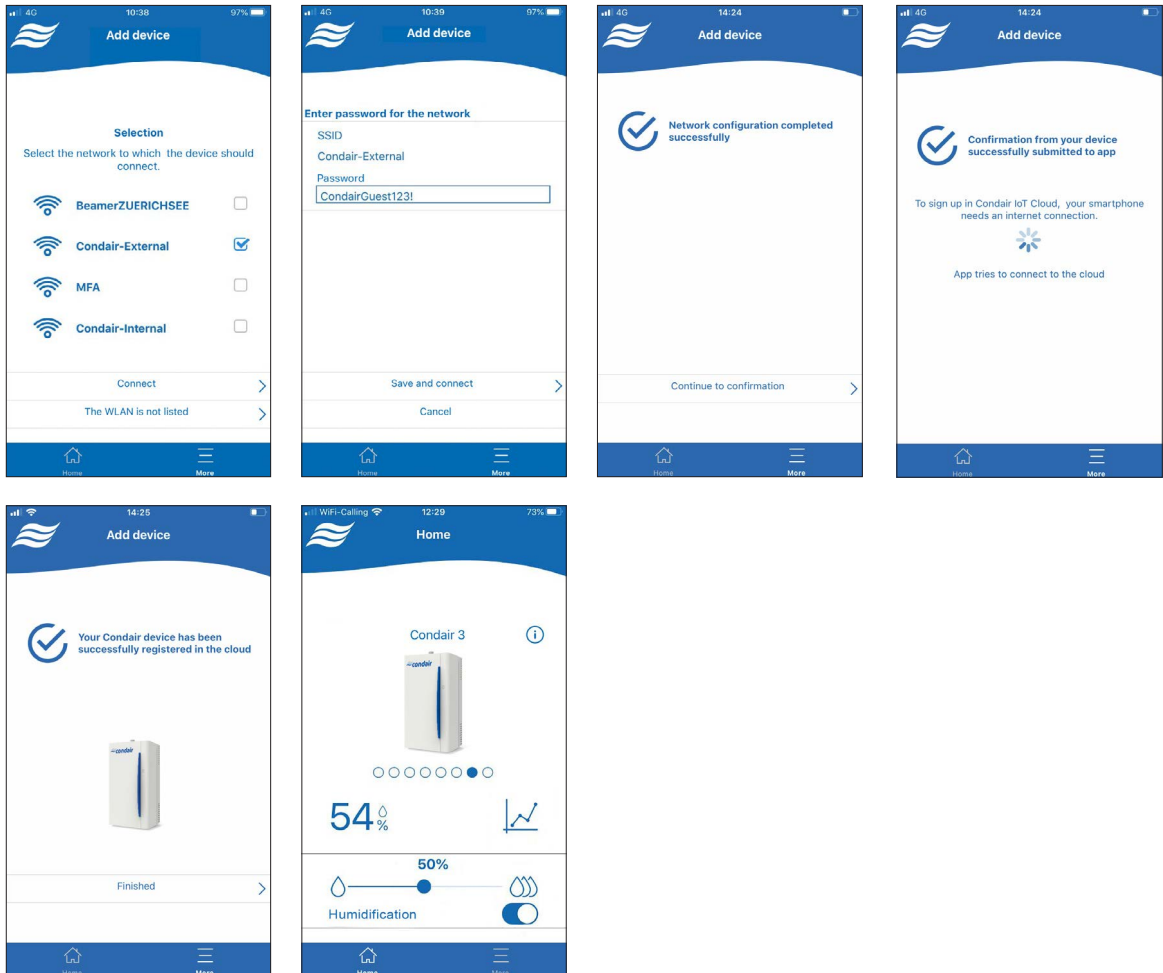 4G 10:38 97%
Add device
Selection
Select the network to which the device should
connect.
BeamerZUERICHSEE
Condair-External
MFA
Condair-Internal
Connect
The WLAN is not listed
Home More
4G 10:39 97%
Add device
Enter password for the network
SSID
Condair-External
Password
CondairGuest123!
Save and connect
Cancel
Home More
4G 14:24
Add device
Network configuration completed
successfully
Continue to confirmation
Home More
4G 14:24
Add device
Confirmation from your device
successfully submitted to app
To sign up in Condair IoT Cloud, your smartphone
needs an internet connection.
App tries to connect to the cloud
Home More
14:25
Add device
Your Condair device has been
successfully registered in the cloud
condair
Finished
Home More
WiFi-Calling 12:29 73%
Home
Condair 3
condair
54 %
50%
Humidification
Home More